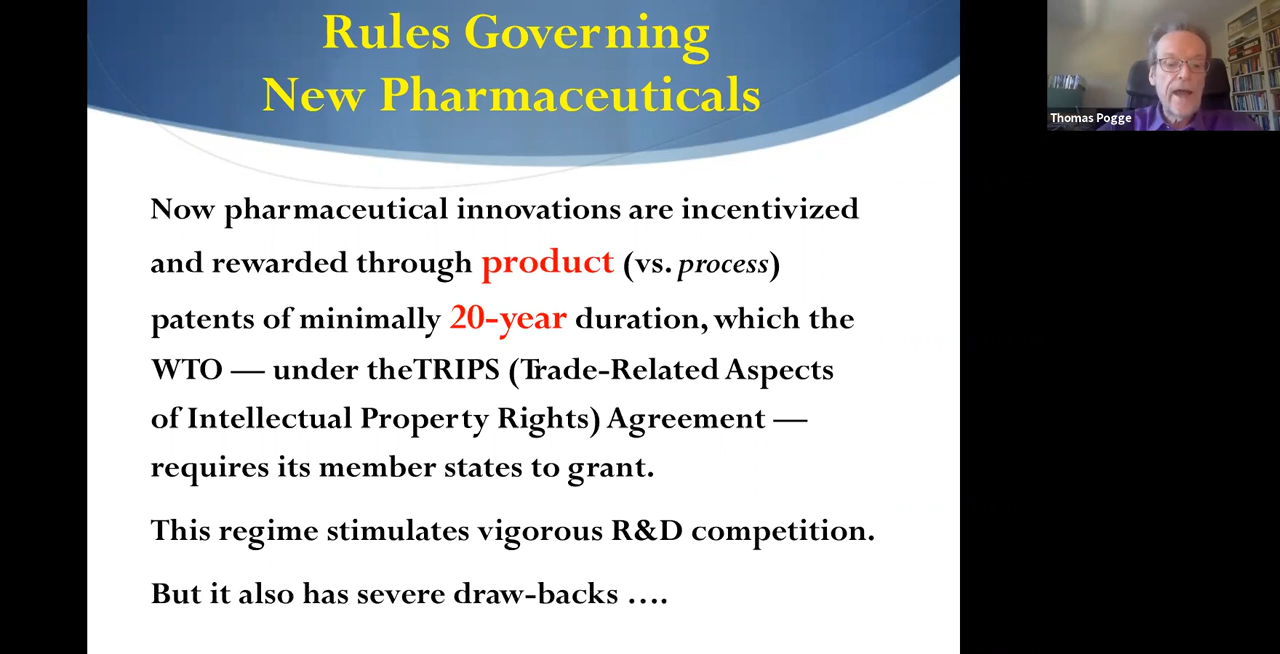 Rules Governing
New Pharmaceuticals
Now pharmaceutical innovations are incentivized
and rewarded through product (vs. process)
patents of minimally 20-year duration, which the
WTO — under theTRIPS (Trade-Related Aspects
of Intellectual Property Rights) Agreement —
requires its member states to grant.
This regime stimulates vigorous R&D competition.
But it also has severe draw-backs ….
Thomas Pogge